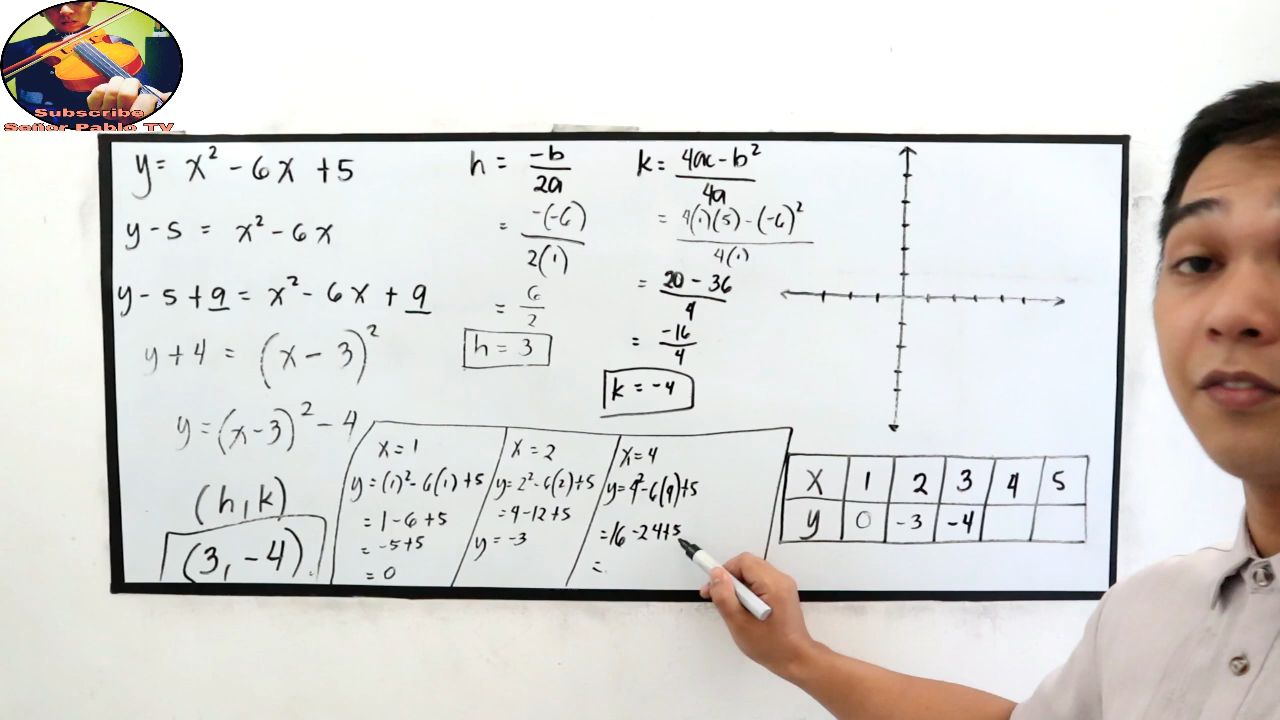 Subscribe
Señor Pablo TV
y = x² - 6x + 5
y - 5 = x² - 6x
y - 5 + 9 = x² - 6x + 9
y + 4 = (x - 3)²
y = (x - 3)² - 4
(h, k)
(3, -4)
h = -b/2a
= -(-6)/2(1)
= 6/2
h = 3
k = 4ac - b²/4a
= 4(1)(5) - (-6)²/4(1)
= 20 - 36/4
= -16/4
k = -4
x = 1
y = (1)² - 6(1) + 5
= 1 - 6 + 5
= -5 + 5
= 0
x = 2
y = 2² - 6(2) + 5
= 4 - 12 + 5
y = -3
x = 4
y = 4² - 6(4) + 5
= 16 - 24 + 5
=
X 1 2 3 4 5
y 0 -3 -4